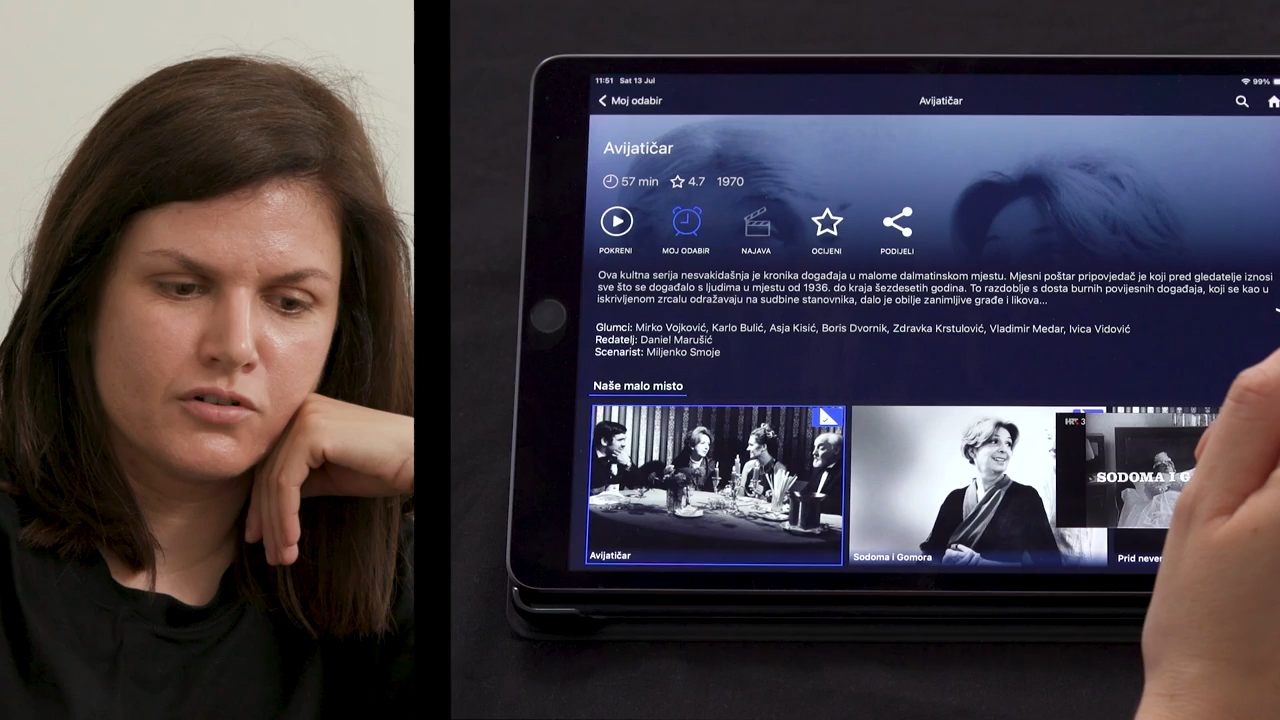 11:51 Sat 13 Jul
99%
Moj odabir
Avijatičar
Avijatičar
57 min 4.7 1970
POKRENI
MOJ ODABIR
NAJAVA
OCIJENI
PODIJELI
Ova kultna serija nesvakidašnja je kronika događaja u malome dalmatinskom mjestu. Mjesni poštar pripovjedač je koji pred gledatelje iznosi
sve što se događalo s ljudima u mjestu od 1936. do kraja šezdesetih godina. To razdoblje s dosta burnih povijesnih događaja, koji se kao u
iskrivljenom zrcalu odražavaju na sudbine stanovnika, dalo je obilje zanimljive građe i likova...
Glumci: Mirko Vojković, Karlo Bulić, Asja Kisić, Boris Dvornik, Zdravka Krstulović, Vladimir Medar, Ivica Vidović
Redatelj: Daniel Marušić
Scenarist: Miljenko Smoje
Naše malo misto
HRT 3
SODOMA I G
Avijatičar
Sodoma i Gomora
Prid never